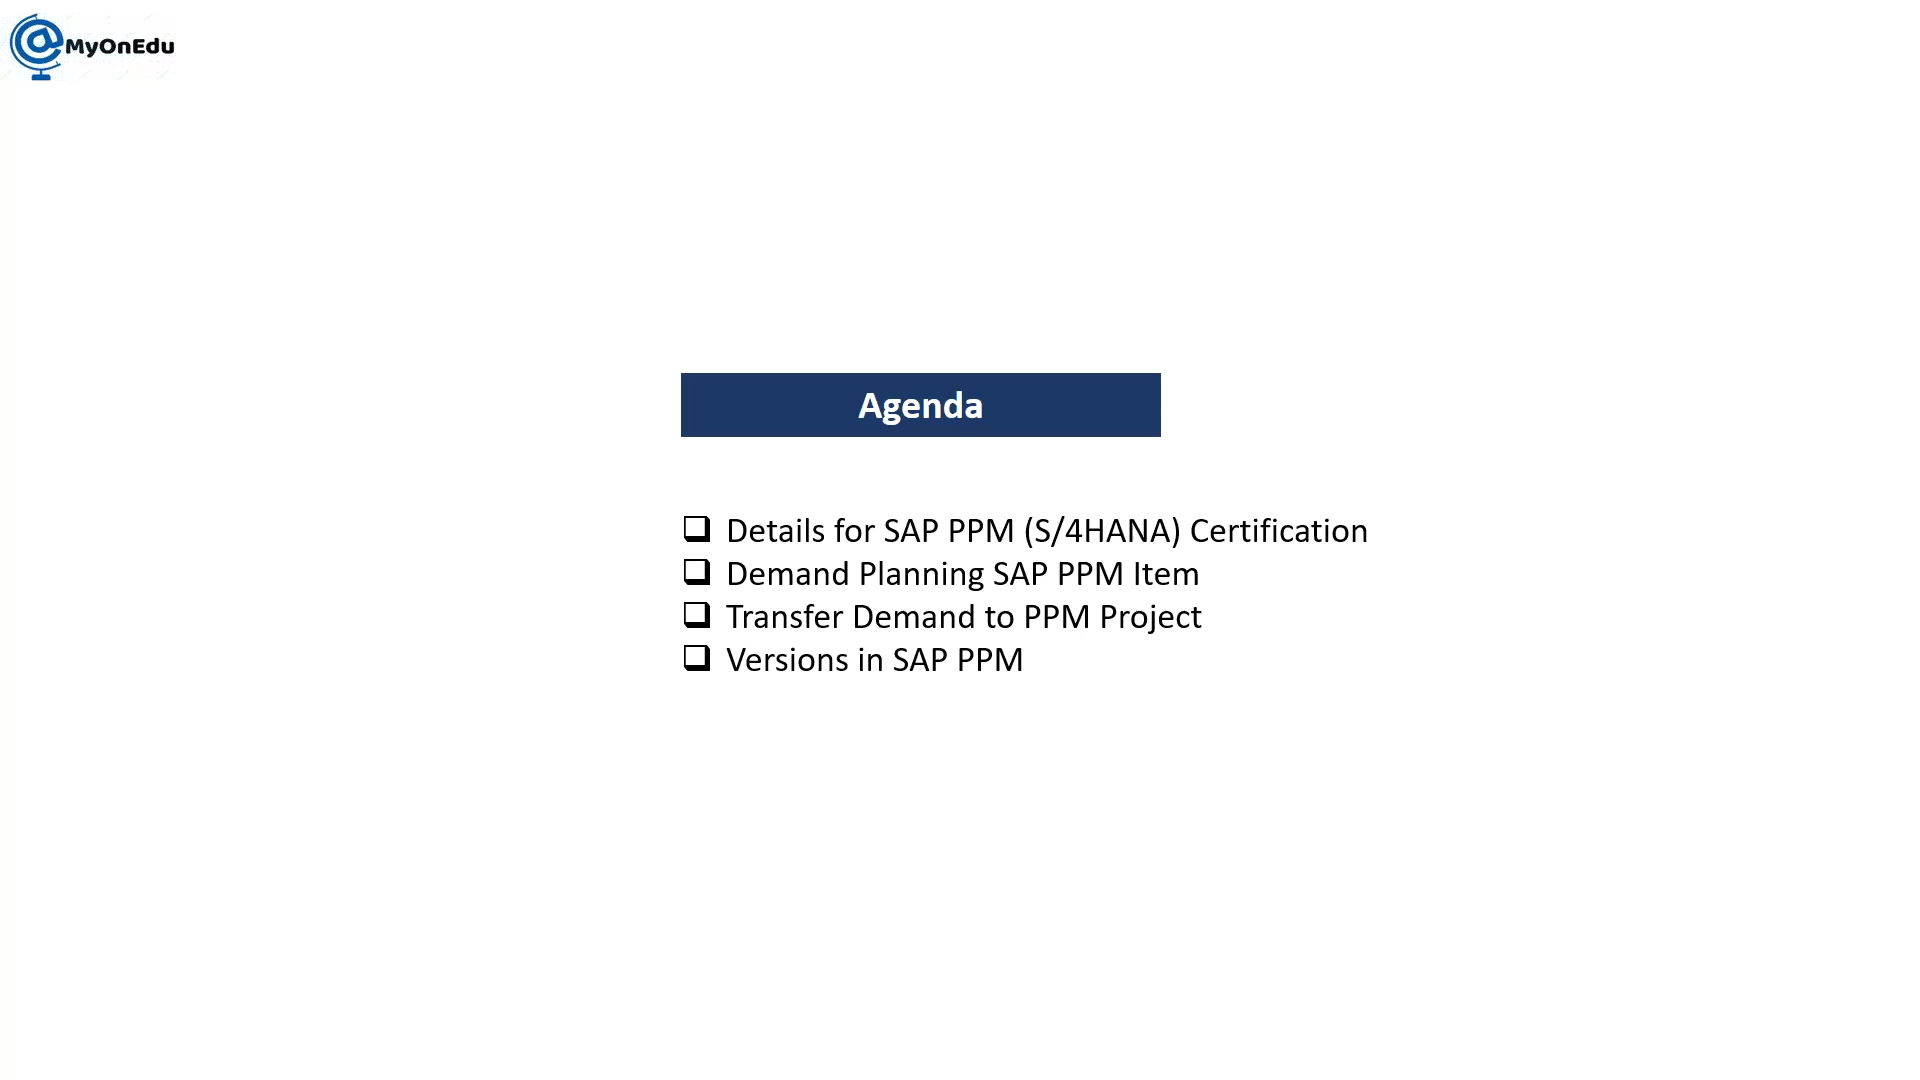 MyOnEdu
Agenda
Details for SAP PPM (S/4HANA) Certification
Demand Planning SAP PPM Item
Transfer Demand to PPM Project
Versions in SAP PPM